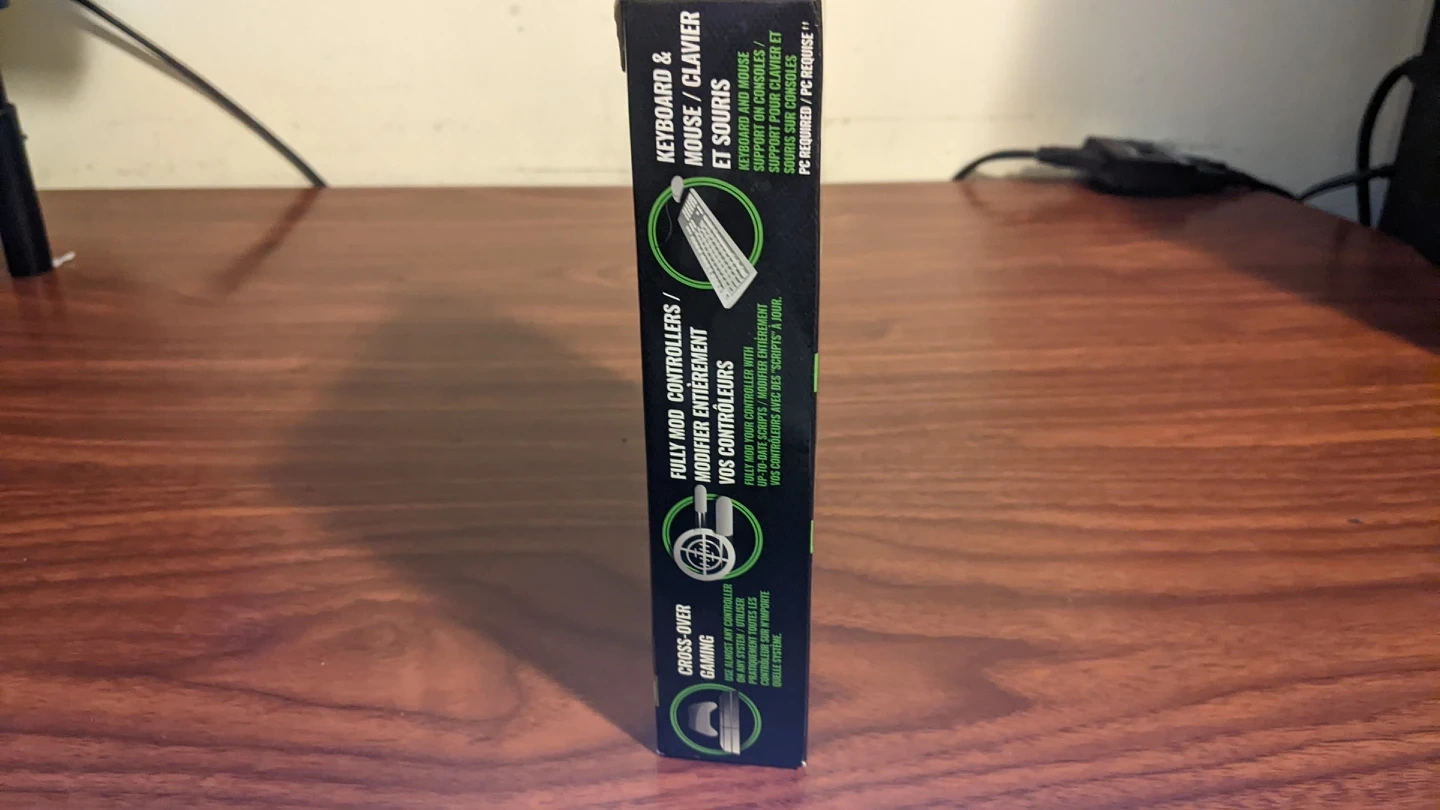 CROSS-OVER
GAMING
USE ALMOST ANY CONTROLLER
ON ANY SYSTEM / UTILISER
PRATIQUEMENT TOUTES LES
CONTRÔLEUR SUR N'IMPORTE
QUELLE SYSTÈME.
FULLY MOD CONTROLLERS /
MODIFIER ENTIÈREMENT
VOS CONTRÔLEURS
FULLY MOD YOUR CONTROLLER WITH
UP-TO-DATE SCRIPTS / MODIFIER ENTIÈREMENT
VOS CONTRÔLEURS AVEC DES "SCRIPTS" À JOUR.
KEYBOARD &
MOUSE / CLAVIER
ET SOURIS
KEYBOARD AND MOUSE
SUPPORT ON CONSOLES /
SUPPORT POUR CLAVIER ET
SOURIS SUR CONSOLES
PC REQUIRED / PC REQUISE